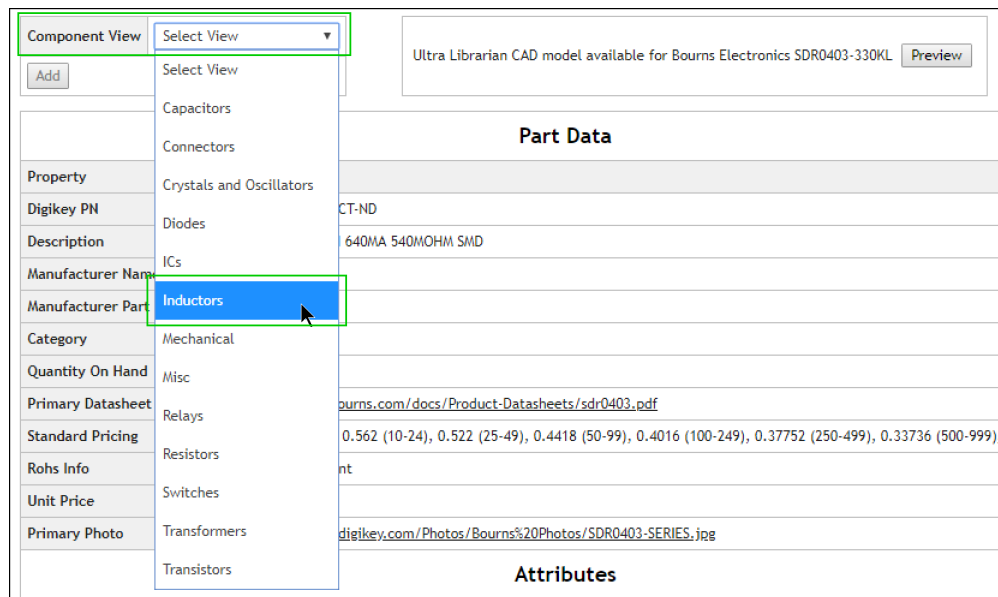 Component View Select View
Ultra Librarian CAD model available for Bourns Electronics SDR0403-330KL Preview
Add
Select View
Capacitors
Connectors
Crystals and Oscillators
Diodes
ICs
Inductors
Mechanical
Misc
Relays
Resistors
Switches
Transformers
Transistors
Part Data
Property
Digikey PN CT-ND
Description 640MA 540MOHM SMD
Manufacturer Name
Manufacturer Part
Category
Quantity On Hand
Primary Datasheet ourns.com/docs/Product-Datasheets/sdr0403.pdf
Standard Pricing 0.562 (10-24), 0.522 (25-49), 0.4418 (50-99), 0.4016 (100-249), 0.37752 (250-499), 0.33736 (500-999)
Rohs Info nt
Unit Price
Primary Photo digikey.com/Photos/Bourns%20Photos/SDR0403-SERIES.jpg
Attributes